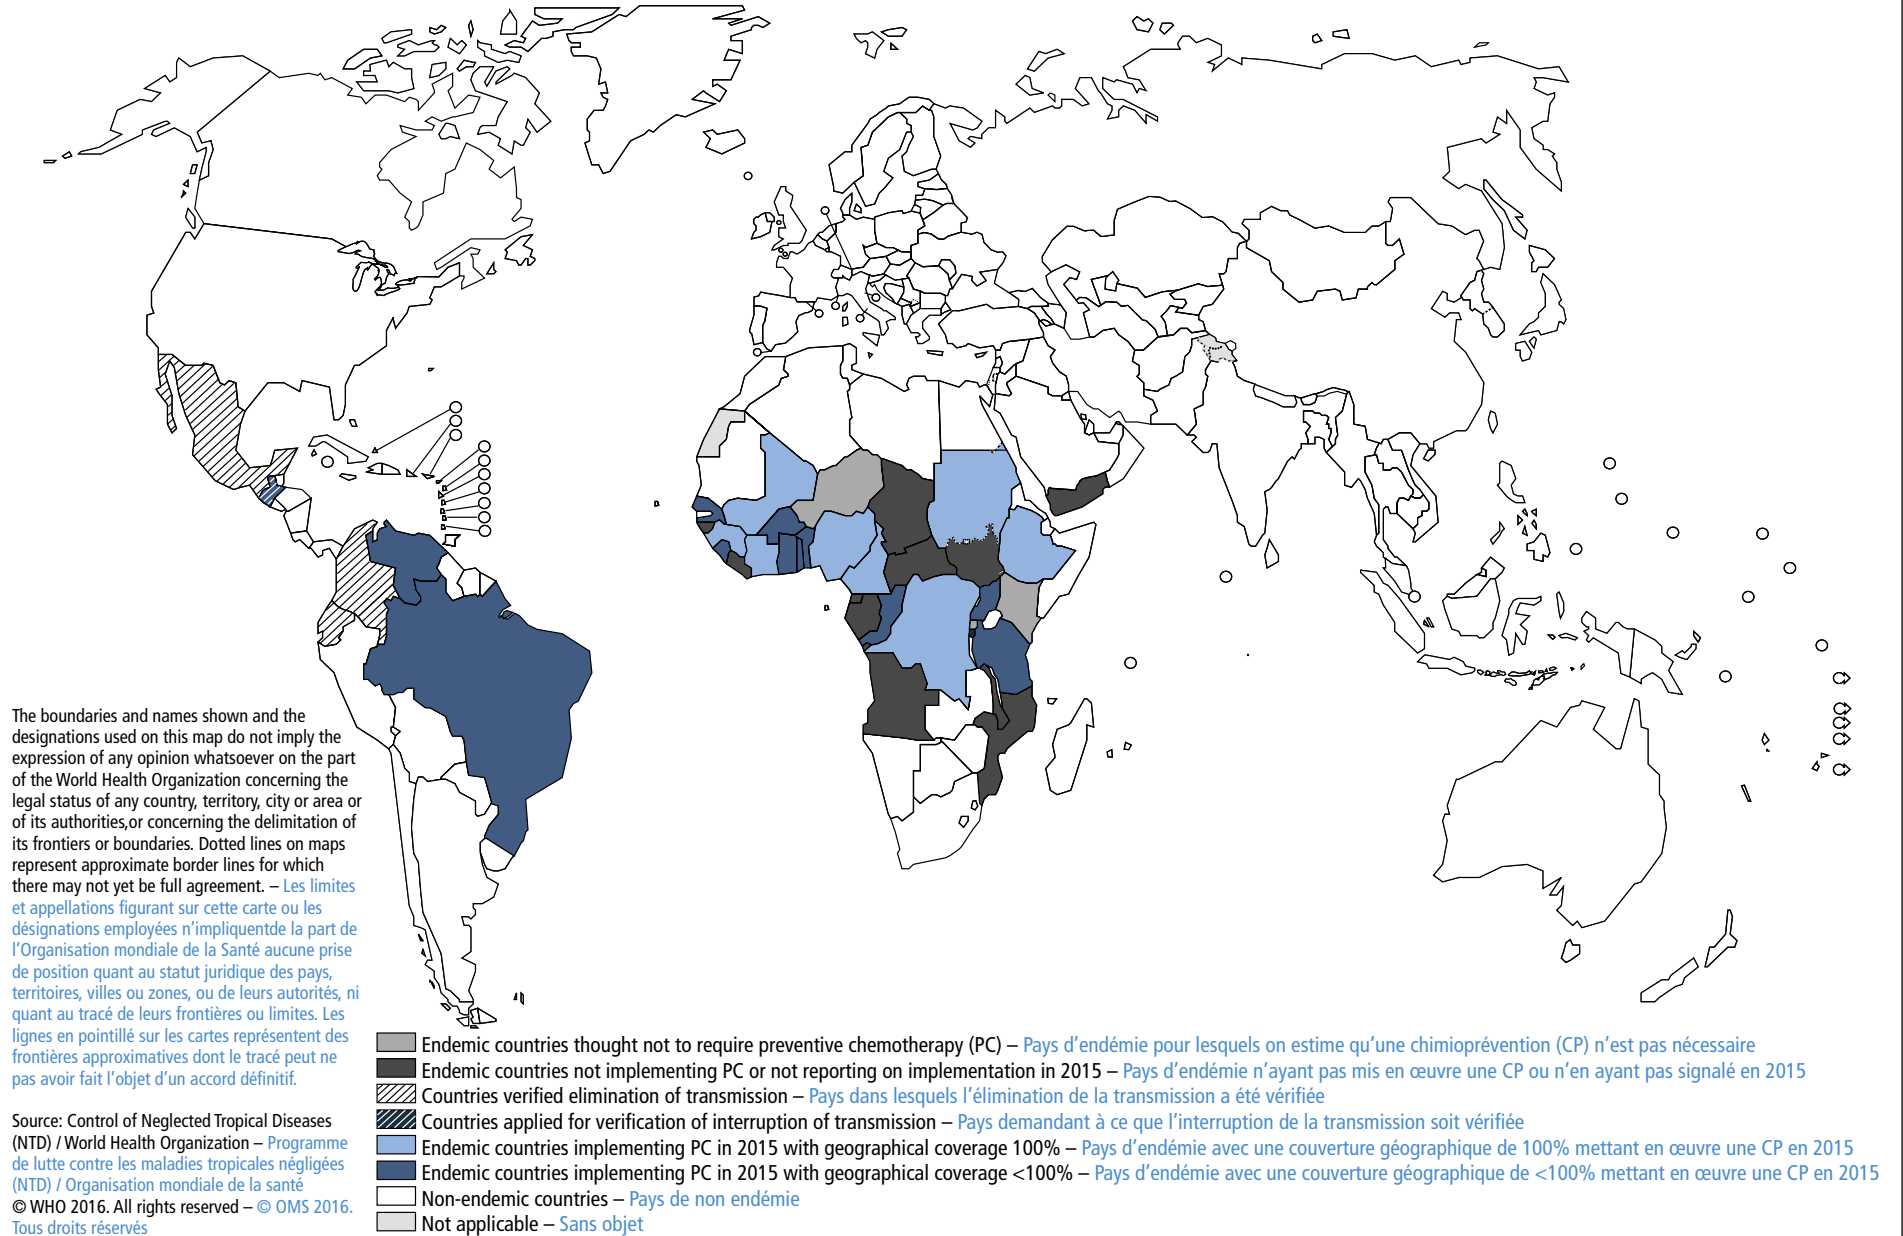 The boundaries and names shown and the
designations used on this map do not imply the
expression of any opinion whatsoever on the part
of the World Health Organization concerning the
legal status of any country, territory, city or area or
of its authorities,or concerning the delimitation of
its frontiers or boundaries. Dotted lines on maps
represent approximate border lines for which
there may not yet be full agreement. – Les limites
et appellations figurant sur cette carte ou les
désignations employées n’impliquentde la part de
l’Organisation mondiale de la Santé aucune prise
de position quant au statut juridique des pays,
territoires, villes ou zones, ou de leurs autorités, ni
quant au tracé de leurs frontières ou limites. Les
lignes en pointillé sur les cartes représentent des
frontières approximatives dont le tracé peut ne
pas avoir fait l’objet d’un accord définitif.
Source: Control of Neglected Tropical Diseases
(NTD) / World Health Organization – Programme
de lutte contre les maladies tropicales négligées
(NTD) / Organisation mondiale de la santé
© WHO 2016. All rights reserved – © OMS 2016.
Tous droits réservés
Endemic countries thought not to require preventive chemotherapy (PC) – Pays d’endémie pour lesquels on estime qu’une chimioprévention (CP) n’est pas nécessaire
Endemic countries not implementing PC or not reporting on implementation in 2015 – Pays d’endémie n’ayant pas mis en œuvre une CP ou n’en ayant pas signalé en 2015
Countries verified elimination of transmission – Pays dans lesquels l’élimination de la transmission a été vérifiée
Countries applied for verification of interruption of transmission – Pays demandant à ce que l’interruption de la transmission soit vérifiée
Endemic countries implementing PC in 2015 with geographical coverage 100% – Pays d’endémie avec une couverture géographique de 100% mettant en œuvre une CP en 2015
Endemic countries implementing PC in 2015 with geographical coverage <100% – Pays d’endémie avec une couverture géographique de <100% mettant en œuvre une CP en 2015
Non-endemic countries – Pays de non endémie
Not applicable – Sans objet